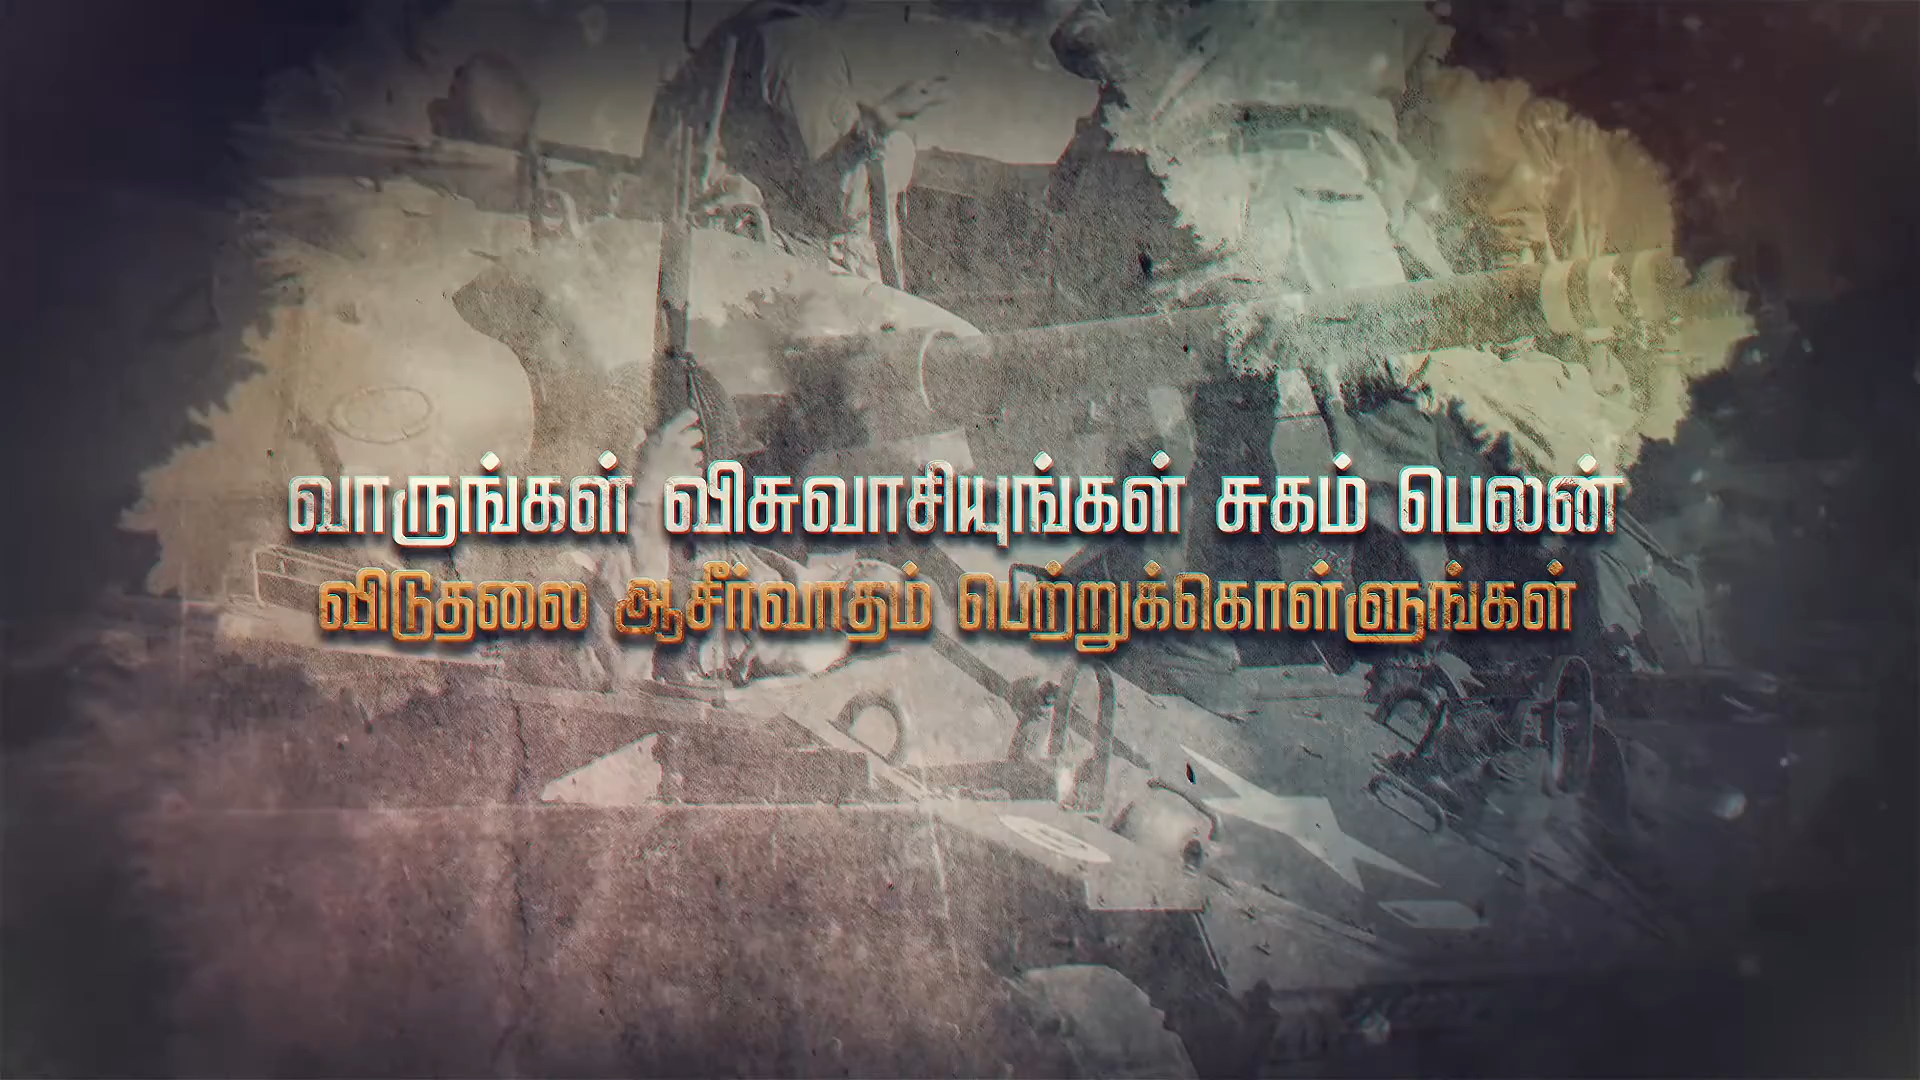 வாருங்கள் விசுவாசியுங்கள் சுகம் பெலன்
விடுதலை ஆசீர்வாதம் பெற்றுக்கொள்ளுங்கள்